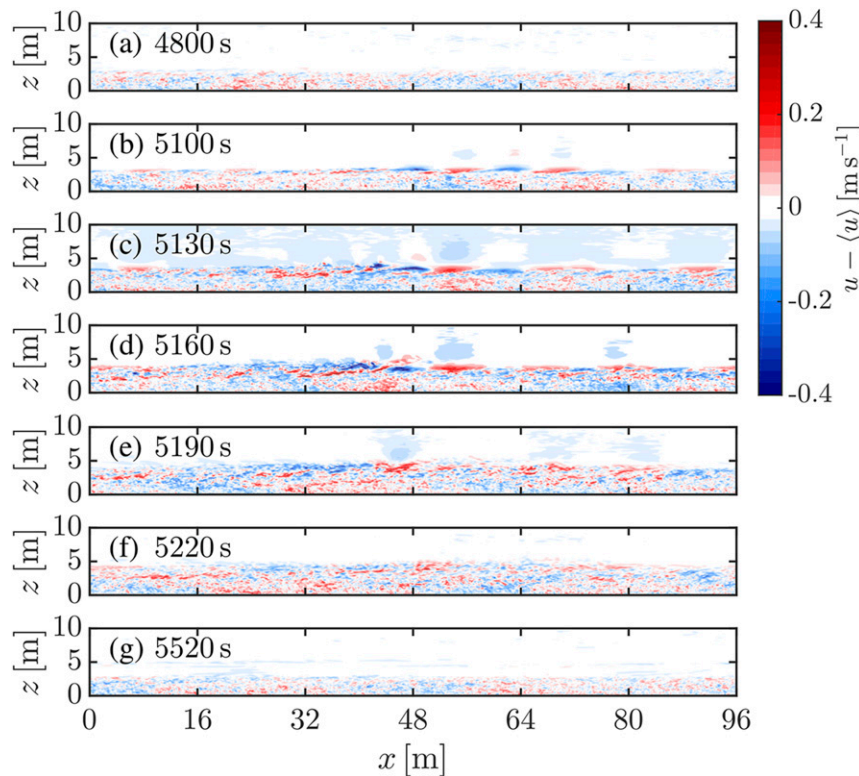 (a) 4800 s
(b) 5100 s
(c) 5130 s
(d) 5160 s
(e) 5190 s
(f) 5220 s
(g) 5520 s
z [m]
10
5
0
z [m]
10
5
0
z [m]
10
5
0
z [m]
10
5
0
z [m]
10
5
0
z [m]
10
5
0
z [m]
10
5
0
0 16 32 48 64 80 96
x [m]
0.4
0.2
0
-0.2
-0.4
u − ⟨u⟩ [m s⁻¹]